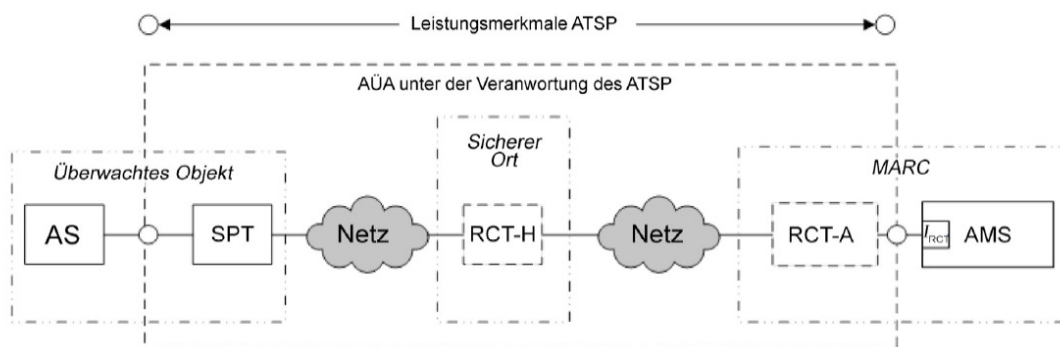 Leistungsmerkmale ATSP
AÜA unter der Veranwortung des ATSP
Sicherer
Ort
Überwachtes Objekt
MARC
AS
SPT
Netz
RCT-H
Netz
RCT-A
IRCT
AMS